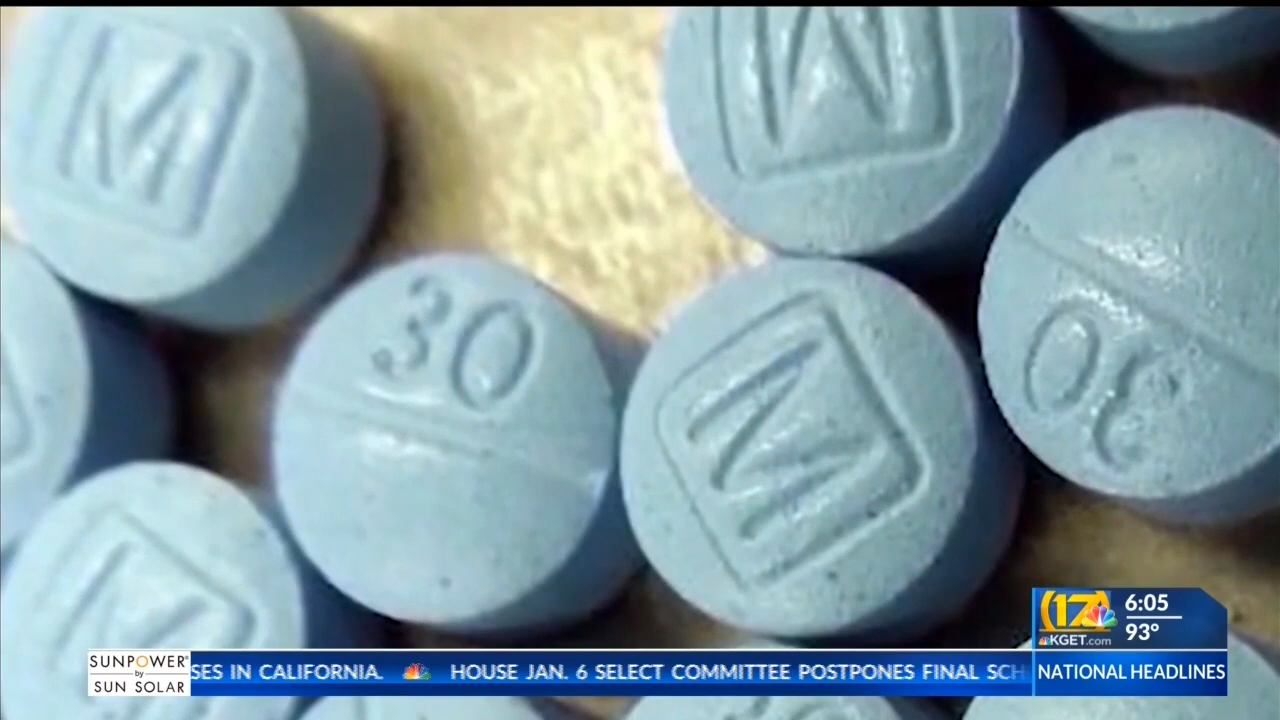 M
M
30
M
30
M
17
KGET.com
6:05
93°
SUNPOWER®
by
SUN SOLAR
SES IN CALIFORNIA. HOUSE JAN. 6 SELECT COMMITTEE POSTPONES FINAL SCH
NATIONAL HEADLINES